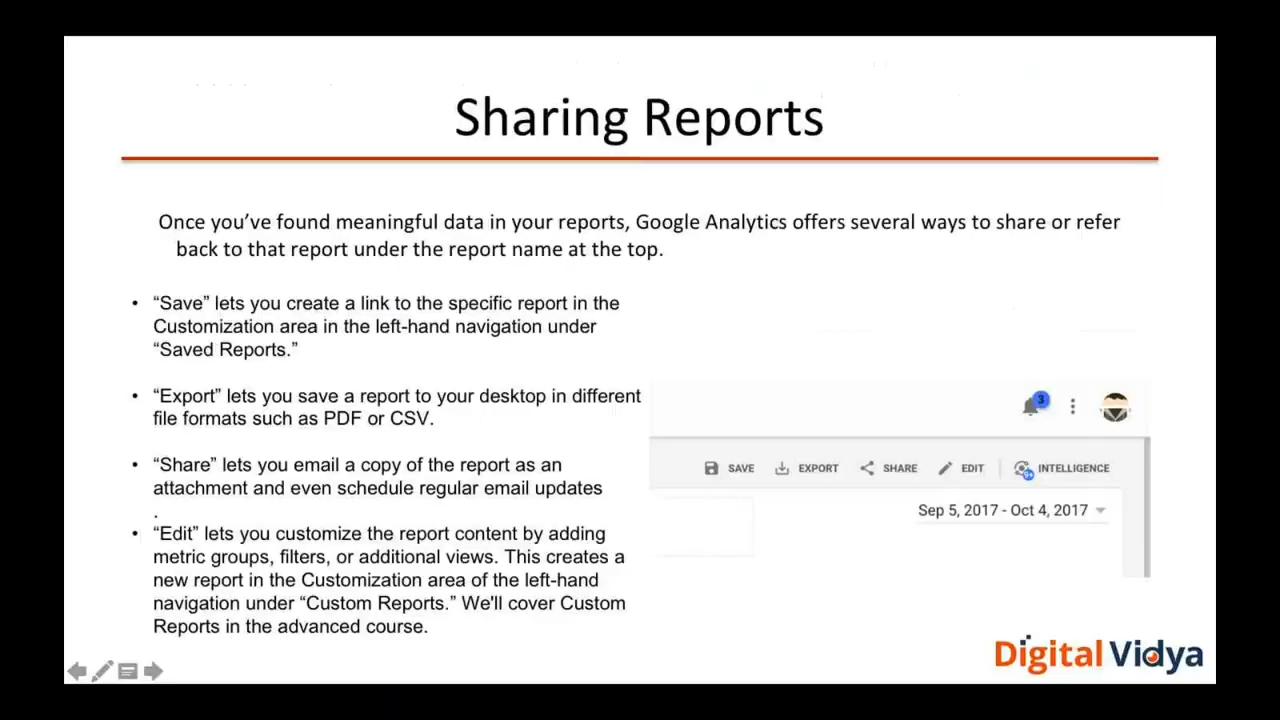 Sharing Reports
Once you’ve found meaningful data in your reports, Google Analytics offers several ways to share or refer
back to that report under the report name at the top.
• “Save” lets you create a link to the specific report in the
Customization area in the left-hand navigation under
“Saved Reports.”
• “Export” lets you save a report to your desktop in different
file formats such as PDF or CSV.
• “Share” lets you email a copy of the report as an
attachment and even schedule regular email updates
.
• “Edit” lets you customize the report content by adding
metric groups, filters, or additional views. This creates a
new report in the Customization area of the left-hand
navigation under “Custom Reports.” We'll cover Custom
Reports in the advanced course.
3
SAVE EXPORT SHARE EDIT INTELLIGENCE
Sep 5, 2017 - Oct 4, 2017
Digital Vidya